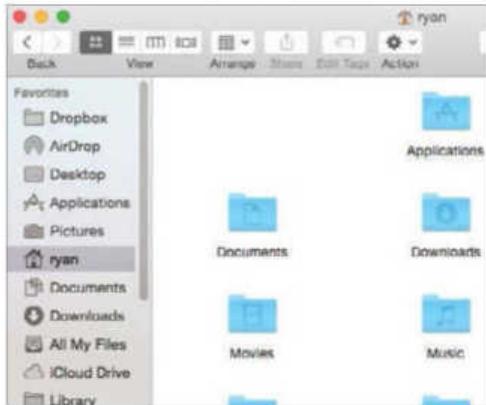 ryan
Back View Arrange Share Edit Tags Action
Favorites
Dropbox
AirDrop
Desktop
Applications
Pictures
ryan
Documents
Downloads
All My Files
iCloud Drive
Library
Applications
Documents Downloads
Movies Music